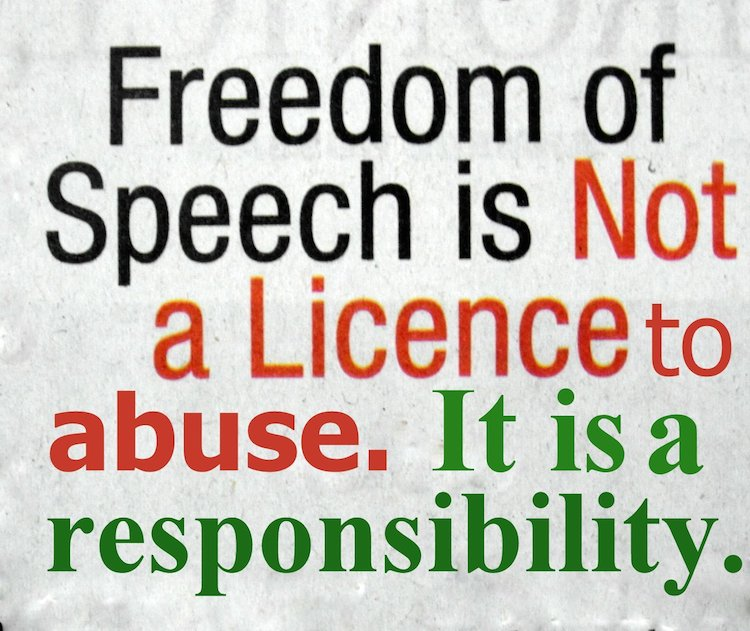 Freedom of
Speech is Not
a Licence to
abuse. It is a
responsibility.